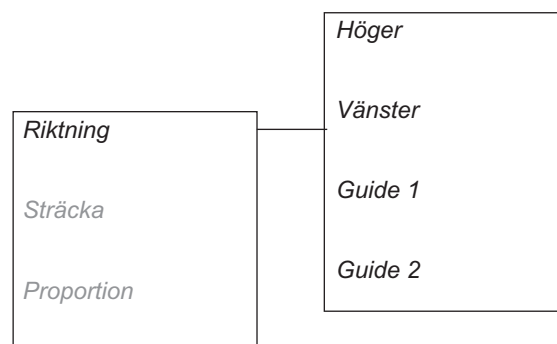 Riktning
Sträcka
Proportion
Höger
Vänster
Guide 1
Guide 2